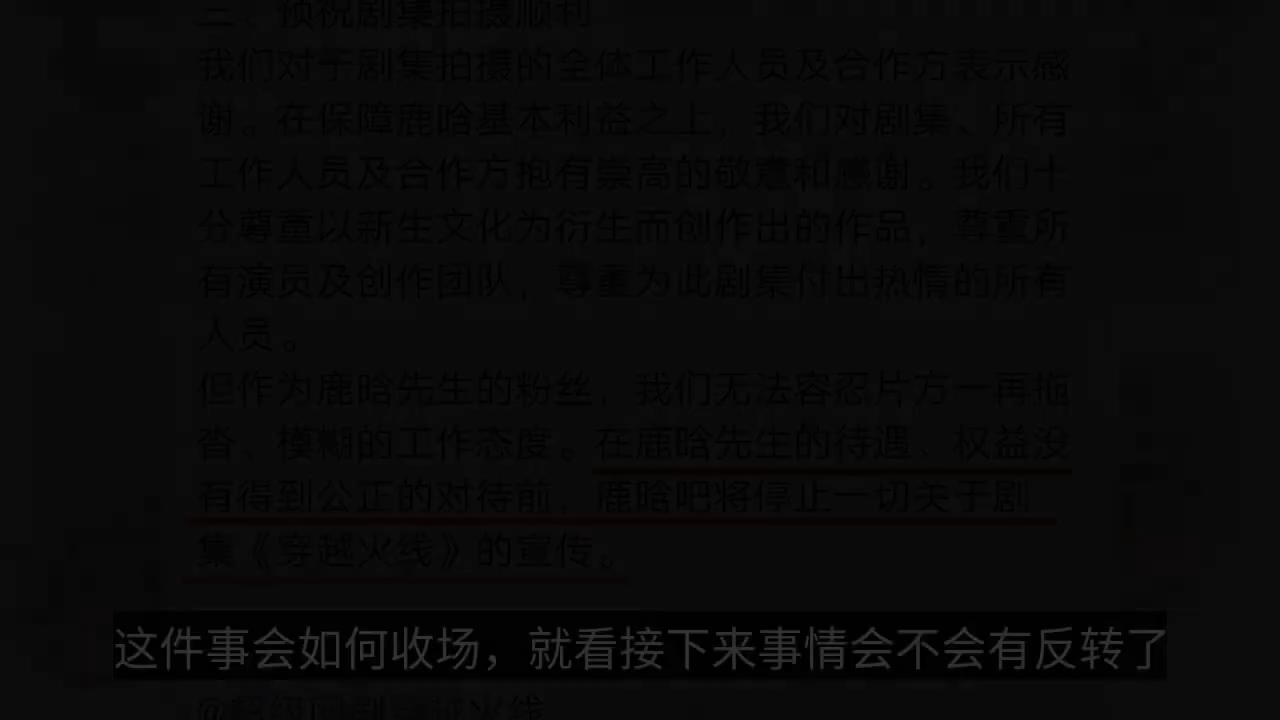 三、预祝剧集拍摄顺利
我们对于剧集拍摄的全体工作人员及合作方表示感
谢。在保障鹿晗基本利益之上，我们对剧集、所有
工作人员及合作方抱有崇高的敬意和感谢。我们十
分尊重以新生文化为衍生而创作出的作品，尊重所
有演员及创作团队，尊重为此剧集付出热情的所有
人员。
但作为鹿晗先生的粉丝，我们无法容忍片方一再拖
沓、模糊的工作态度。在鹿晗先生的待遇、权益没
有得到公正的对待前，鹿晗吧将停止一切关于剧
集《穿越火线》的宣传。
这件事会如何收场，就看接下来事情会不会有反转了